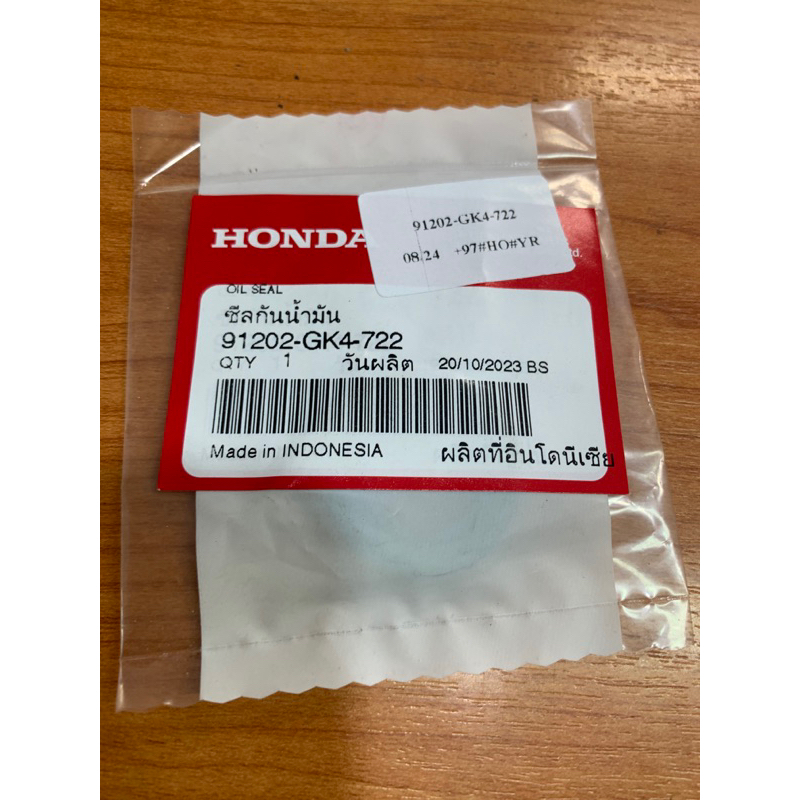 HONDA
91202-GK4-722
08.24 +97#HO#YR
td.
OIL SEAL
ซีลกันน้ำมัน
91202-GK4-722
QTY 1 วันผลิต 20/10/2023 BS
Made in INDONESIA ผลิตที่อินโดนีเซีย